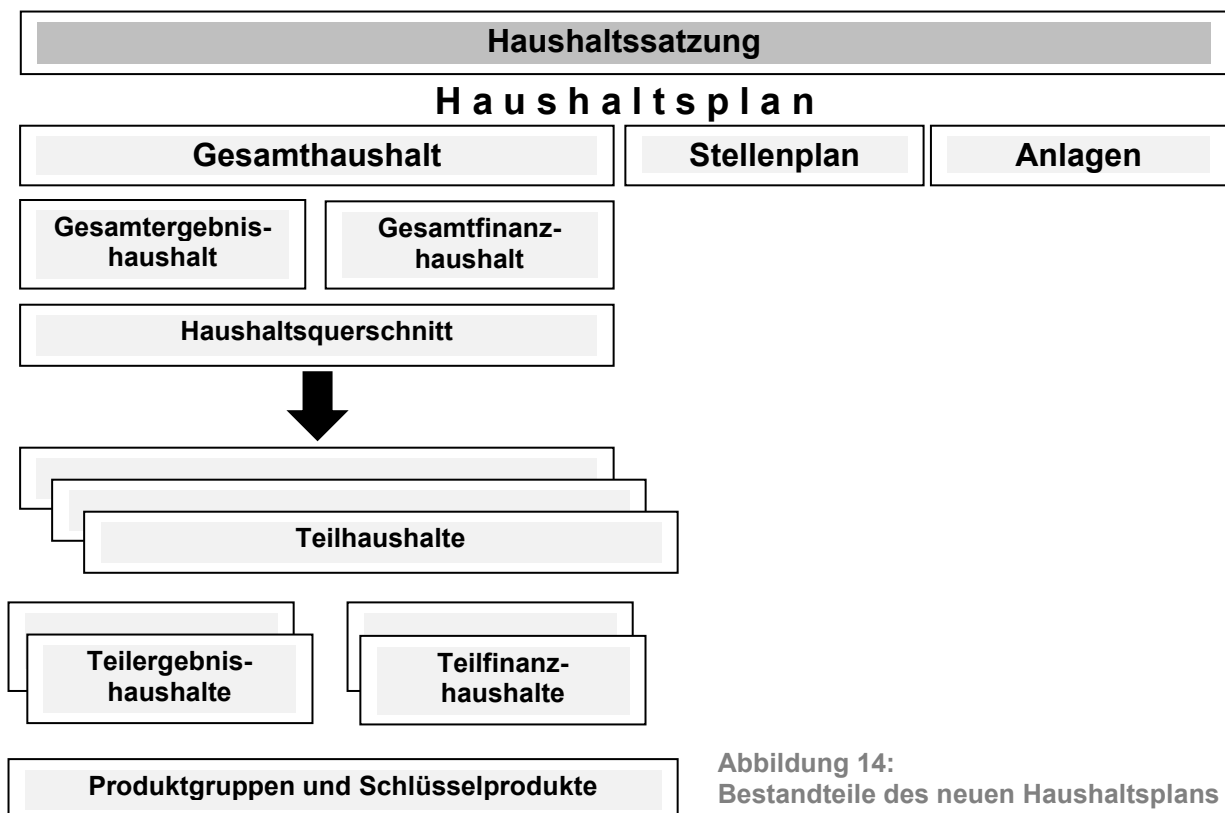 Haushaltssatzung
Haushaltsplan
Gesamthaushalt
Stellenplan
Anlagen
Gesamtergebnis-
haushalt
Gesamtfinanz-
haushalt
Haushaltsquerschnitt
Teilhaushalte
Teilergebnis-
haushalte
Teilfinanz-
haushalte
Produktgruppen und Schlüsselprodukte
Abbildung 14:
Bestandteile des neuen Haushaltsplans